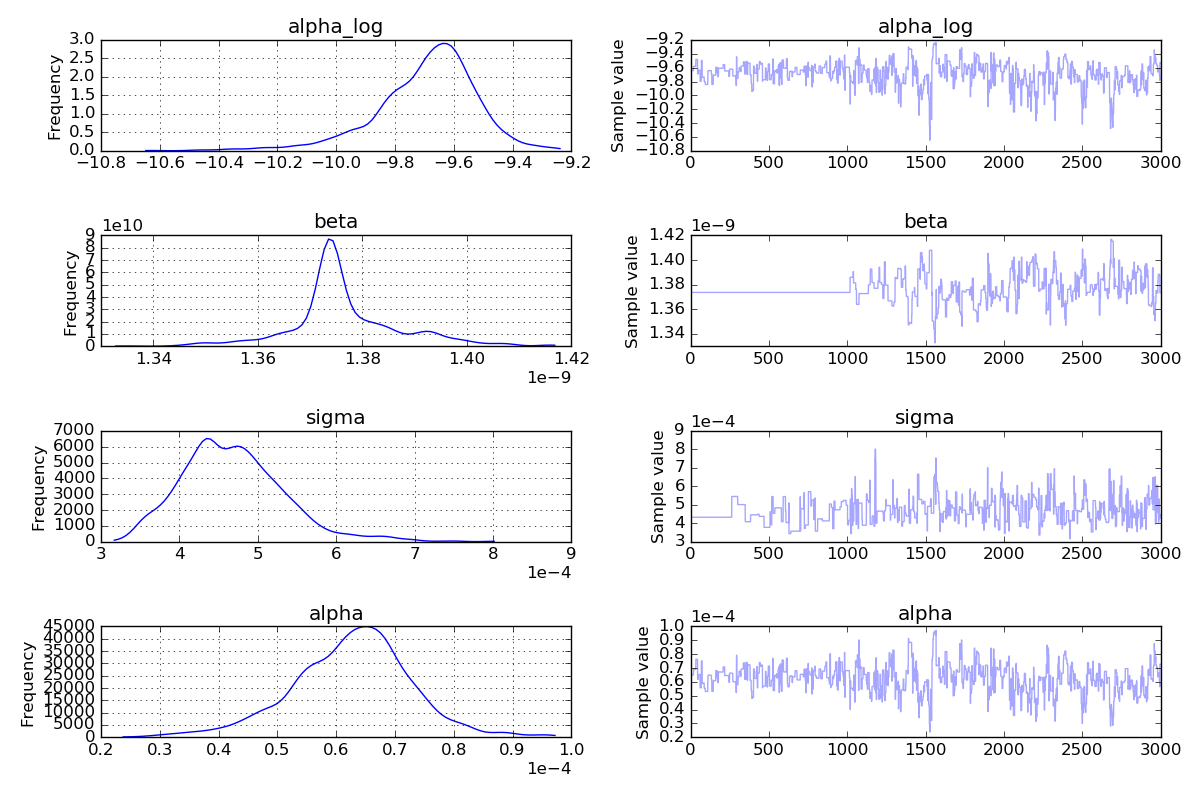 alpha_log
Frequency
3.0
2.5
2.0
1.5
1.0
0.5
0.0
−10.8 −10.6 −10.4 −10.2 −10.0 −9.8 −9.6 −9.4 −9.2
alpha_log
Sample value
−9.2
−9.4
−9.6
−9.8
−10.0
−10.2
−10.4
−10.6
−10.8
0 500 1000 1500 2000 2500 3000
beta
1e10
Frequency
9
8
7
6
5
4
3
2
1
0
1.34 1.36 1.38 1.40 1.42
1e−9
beta
1e−9
Sample value
1.42
1.40
1.38
1.36
1.34
0 500 1000 1500 2000 2500 3000
sigma
Frequency
7000
6000
5000
4000
3000
2000
1000
0
3 4 5 6 7 8 9
1e−4
sigma
1e−4
Sample value
9
8
7
6
5
4
3
0 500 1000 1500 2000 2500 3000
alpha
Frequency
45000
40000
35000
30000
25000
20000
15000
10000
5000
0
0.2 0.3 0.4 0.5 0.6 0.7 0.8 0.9 1.0
1e−4
alpha
1e−4
Sample value
1.0
0.9
0.8
0.7
0.6
0.5
0.4
0.3
0.2
0 500 1000 1500 2000 2500 3000